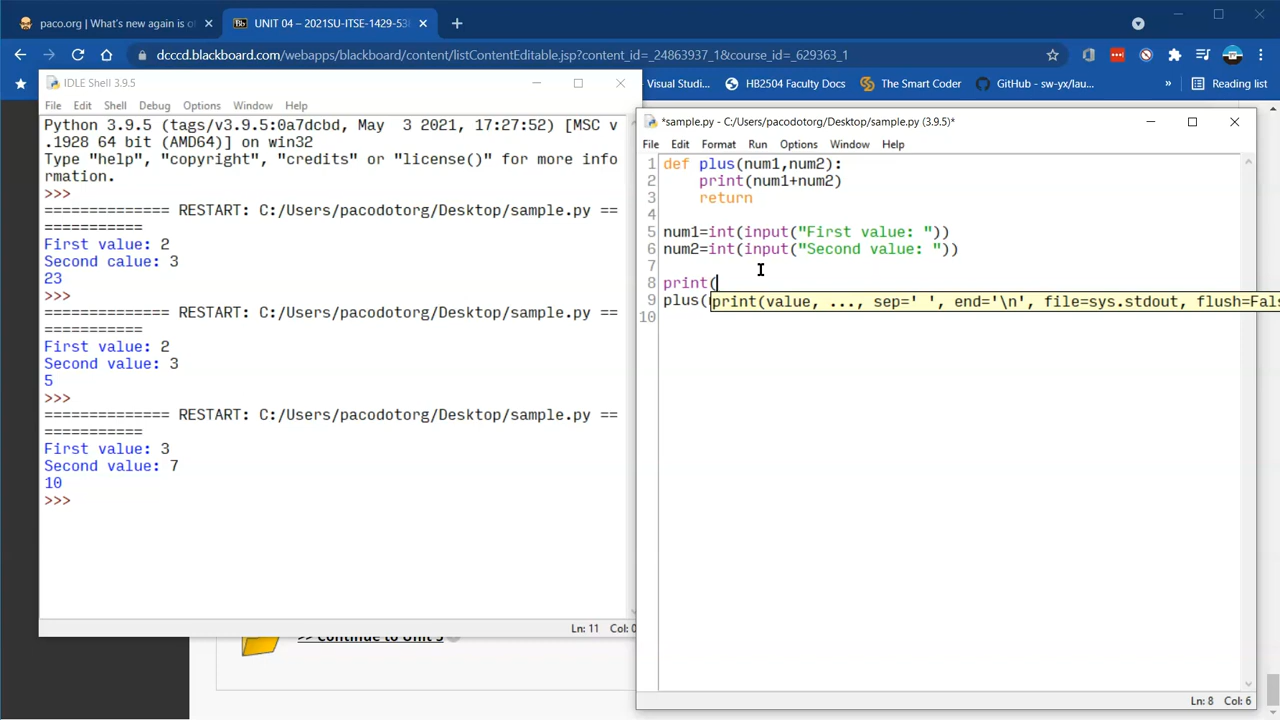 paco.org | What's new again is o
UNIT 04 – 2021SU-ITSE-1429-538
dcccd.blackboard.com/webapps/blackboard/content/listContentEditable.jsp?content_id=_24863937_1&course_id=_629363_1
Visual Studi...
HB2504 Faculty Docs
The Smart Coder
GitHub - sw-yx/lau...
»
Reading list
IDLE Shell 3.9.5
File Edit Shell Debug Options Window Help
Python 3.9.5 (tags/v3.9.5:0a7dcbd, May  3 2021, 17:27:52) [MSC v
.1928 64 bit (AMD64)] on win32
Type "help", "copyright", "credits" or "license()" for more info
rmation.
>>>
============== RESTART: C:/Users/pacodotorg/Desktop/sample.py ==
===========
First value: 2
Second calue: 3
23
>>>
============== RESTART: C:/Users/pacodotorg/Desktop/sample.py ==
===========
First value: 2
Second value: 3
5
>>>
============== RESTART: C:/Users/pacodotorg/Desktop/sample.py ==
===========
First value: 3
Second value: 7
10
>>>
Ln: 11 Col: 0
>> Continue to Unit 5
*sample.py - C:/Users/pacodotorg/Desktop/sample.py (3.9.5)*
File Edit Format Run Options Window Help
1 def plus(num1,num2):
2     print(num1+num2)
3     return
4
5 num1=int(input("First value: "))
6 num2=int(input("Second value: "))
7
8 print(
9 plus(
print(value, ..., sep=' ', end='\n', file=sys.stdout, flush=Fals
10
Ln: 8 Col: 6